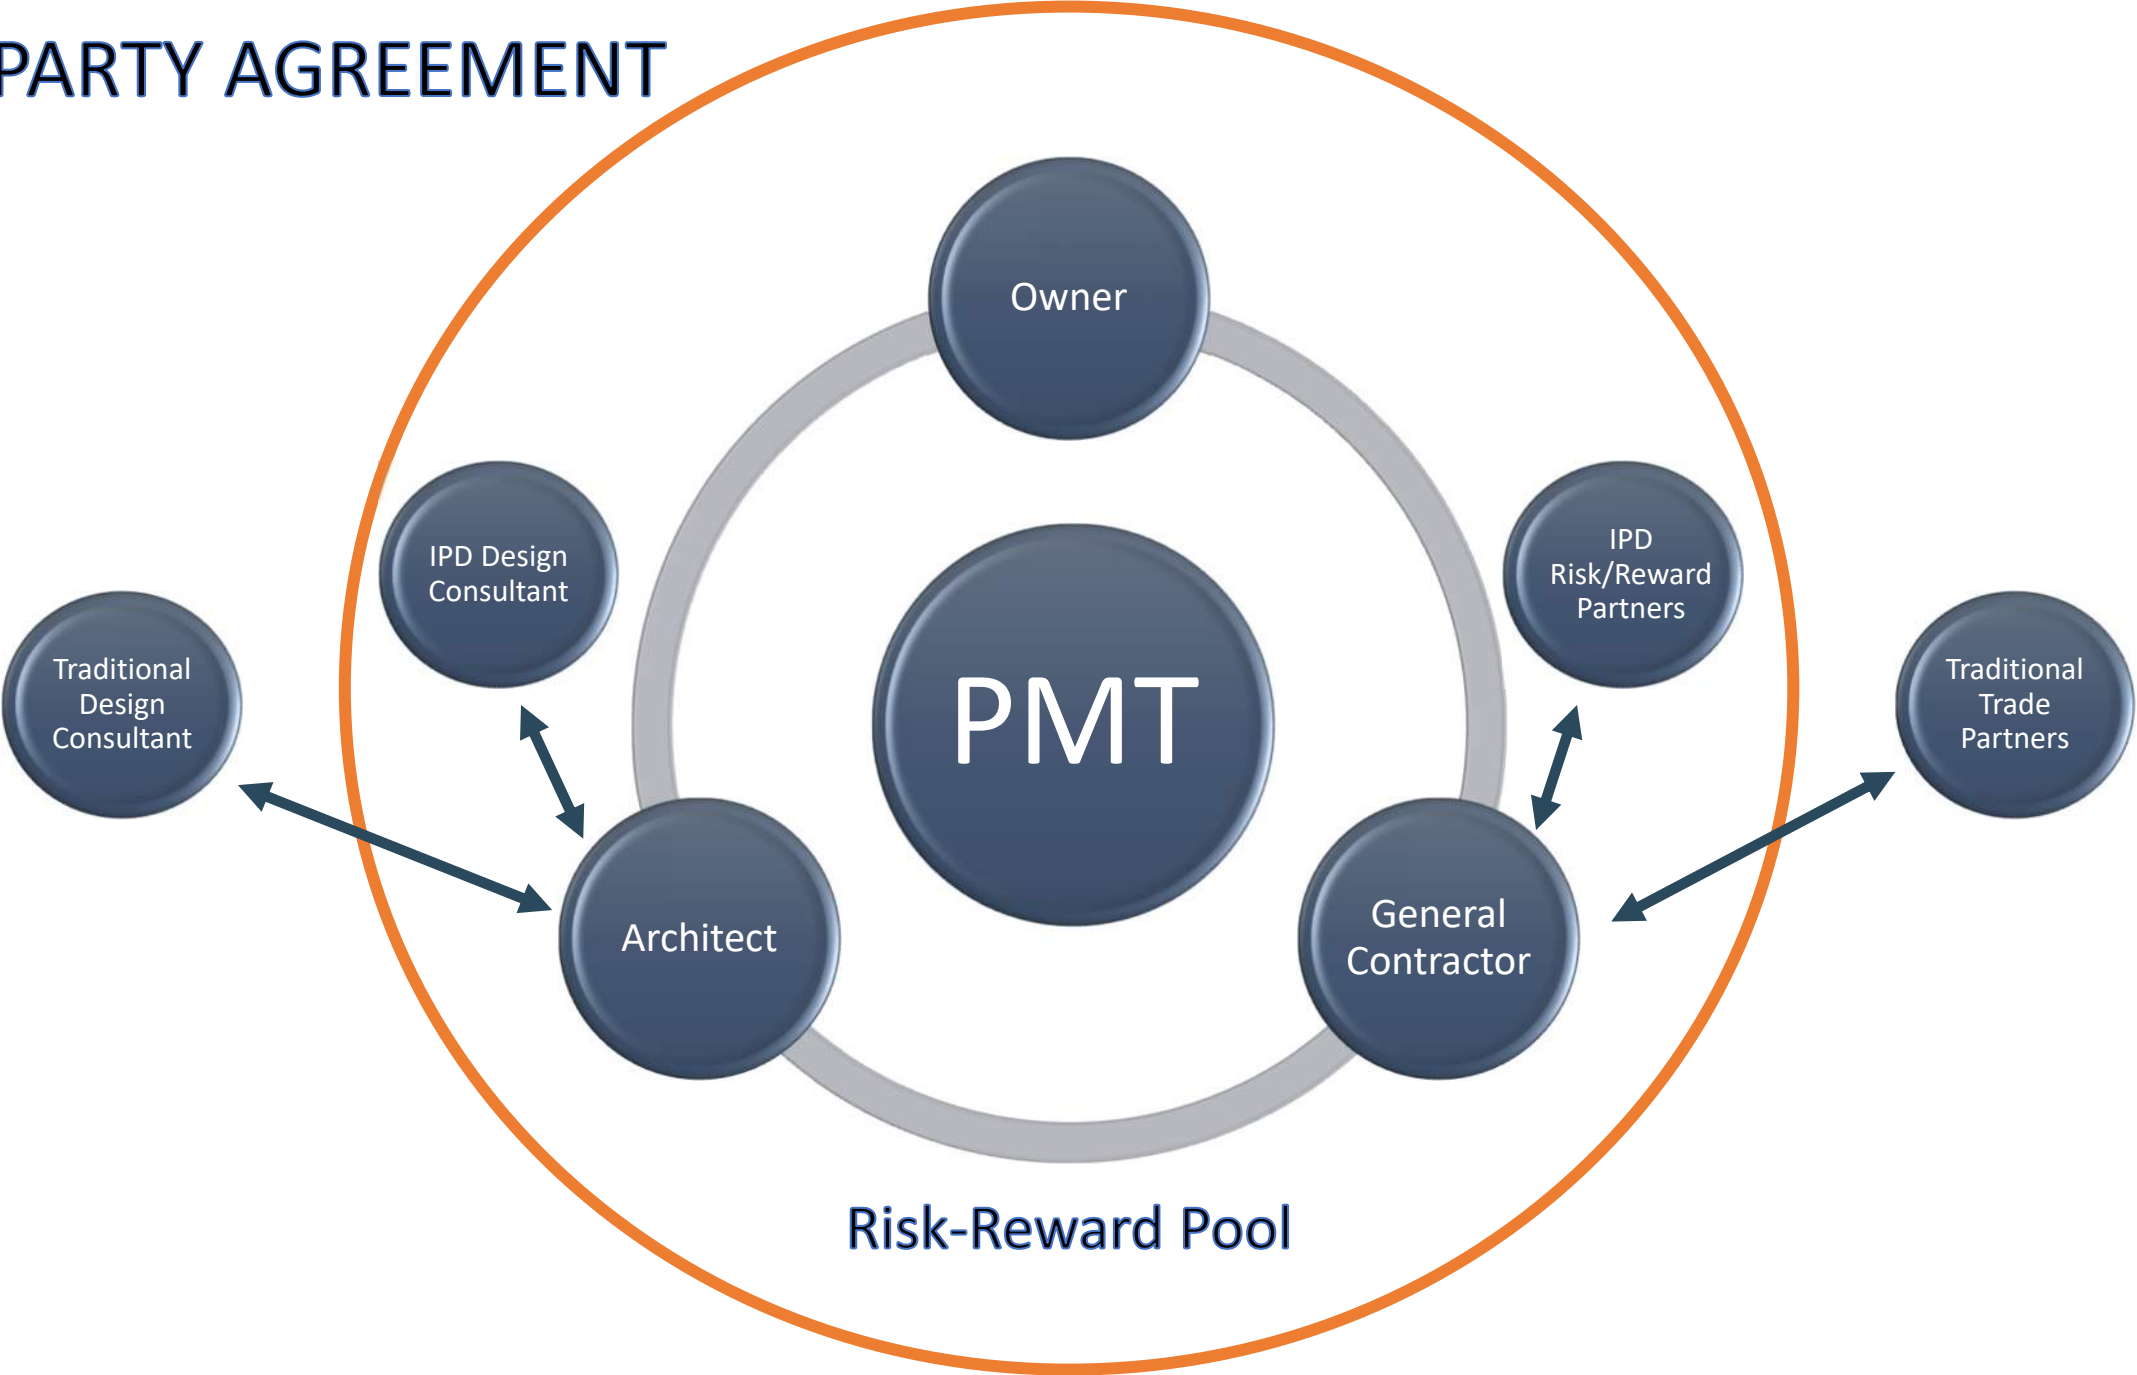 PARTY AGREEMENT
Owner
IPD Design
Consultant
IPD
Risk/Reward
Partners
Traditional
Design
Consultant
PMT
Traditional
Trade
Partners
Architect
General
Contractor
Risk-Reward Pool